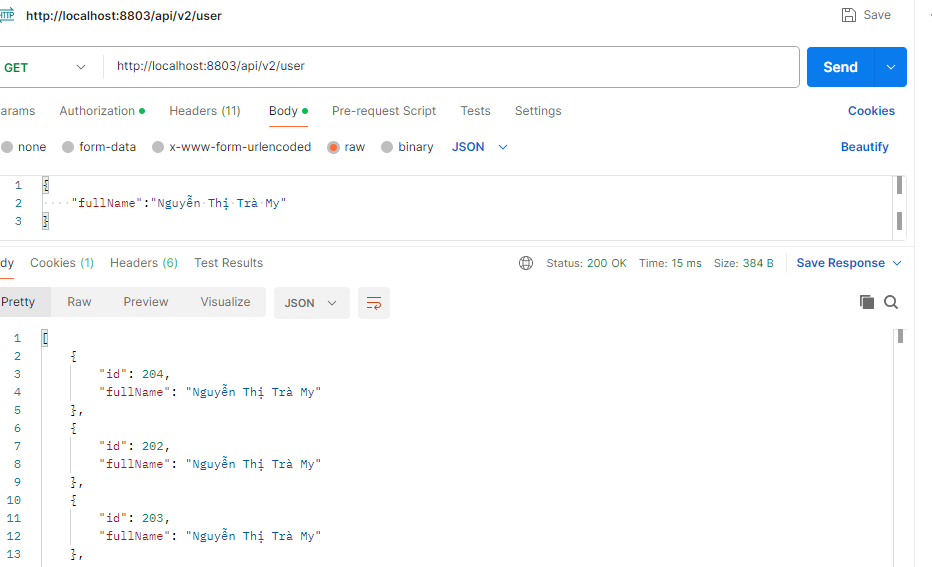 HTTP http://localhost:8803/api/v2/user Save
GET http://localhost:8803/api/v2/user Send
arams Authorization Headers (11) Body Pre-request Script Tests Settings Cookies
none form-data x-www-form-urlencoded raw binary JSON Beautify
1 {
2 "fullName":"Nguyễn Thị Trà My"
3 }
dy Cookies (1) Headers (6) Test Results Status: 200 OK Time: 15 ms Size: 384 B Save Response
Pretty Raw Preview Visualize JSON
1 [
2 {
3 "id": 204,
4 "fullName": "Nguyễn Thị Trà My"
5 },
6 {
7 "id": 202,
8 "fullName": "Nguyễn Thị Trà My"
9 },
10 {
11 "id": 203,
12 "fullName": "Nguyễn Thị Trà My"
13 },